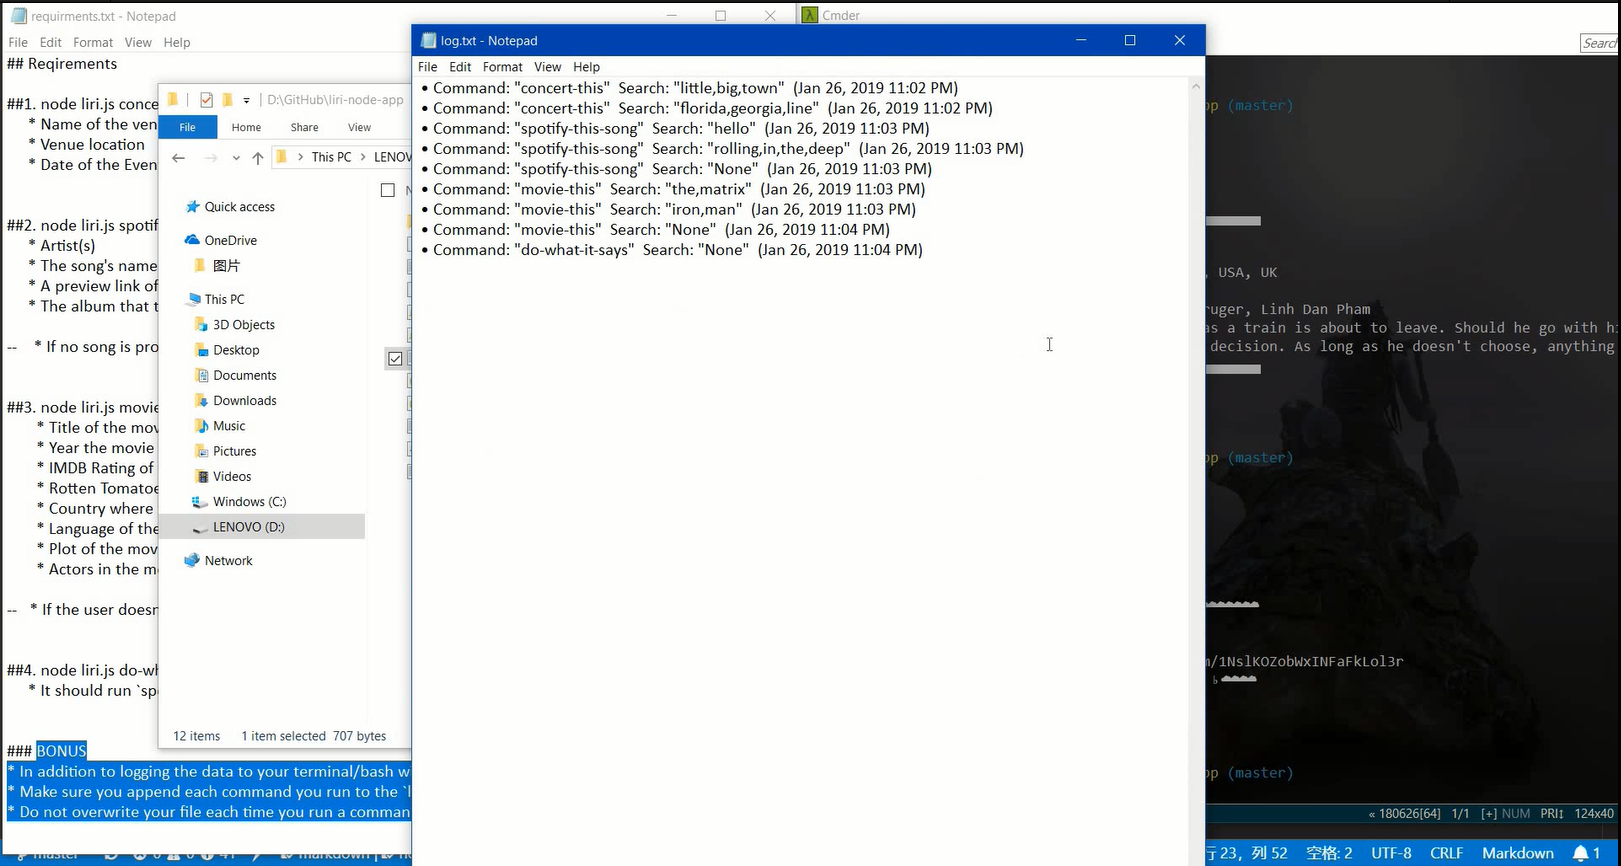 requirments.txt - Notepad
File Edit Format View Help
## Reqirements
##1. node liri.js conce
* Name of the ven
* Venue location
* Date of the Even
##2. node liri.js spotif
* Artist(s)
* The song's name
* A preview link of
* The album that t
-- * If no song is pro
##3. node liri.js movie
* Title of the mov
* Year the movie
* IMDB Rating of
* Rotten Tomatoe
* Country where
* Language of the
* Plot of the mov
* Actors in the m
-- * If the user doesn
##4. node liri.js do-wh
* It should run `sp
### BONUS
* In addition to logging the data to your terminal/bash wi
* Make sure you append each command you run to the `l
* Do not overwrite your file each time you run a comman
D:\GitHub\liri-node-app
File Home Share View
This PC > LENOV
Quick access
OneDrive
图片
This PC
3D Objects
Desktop
Documents
Downloads
Music
Pictures
Videos
Windows (C:)
LENOVO (D:)
Network
12 items 1 item selected 707 bytes
log.txt - Notepad
File Edit Format View Help
• Command: "concert-this" Search: "little,big,town" (Jan 26, 2019 11:02 PM)
• Command: "concert-this" Search: "florida,georgia,line" (Jan 26, 2019 11:02 PM)
• Command: "spotify-this-song" Search: "hello" (Jan 26, 2019 11:03 PM)
• Command: "spotify-this-song" Search: "rolling,in,the,deep" (Jan 26, 2019 11:03 PM)
• Command: "spotify-this-song" Search: "None" (Jan 26, 2019 11:03 PM)
• Command: "movie-this" Search: "the,matrix" (Jan 26, 2019 11:03 PM)
• Command: "movie-this" Search: "iron,man" (Jan 26, 2019 11:03 PM)
• Command: "movie-this" Search: "None" (Jan 26, 2019 11:04 PM)
• Command: "do-what-it-says" Search: "None" (Jan 26, 2019 11:04 PM)
Cmder
Search
pp (master)
, USA, UK
ruger, Linh Dan Pham
as a train is about to leave. Should he go with hi
decision. As long as he doesn't choose, anything
pp (master)
m/1NslKOZobWxINFaFkLol3r
pp (master)
« 180626[64] 1/1 [+] NUM PRI↕ 124x40
master
行 23, 列 52 空格: 2 UTF-8 CRLF Markdown 1